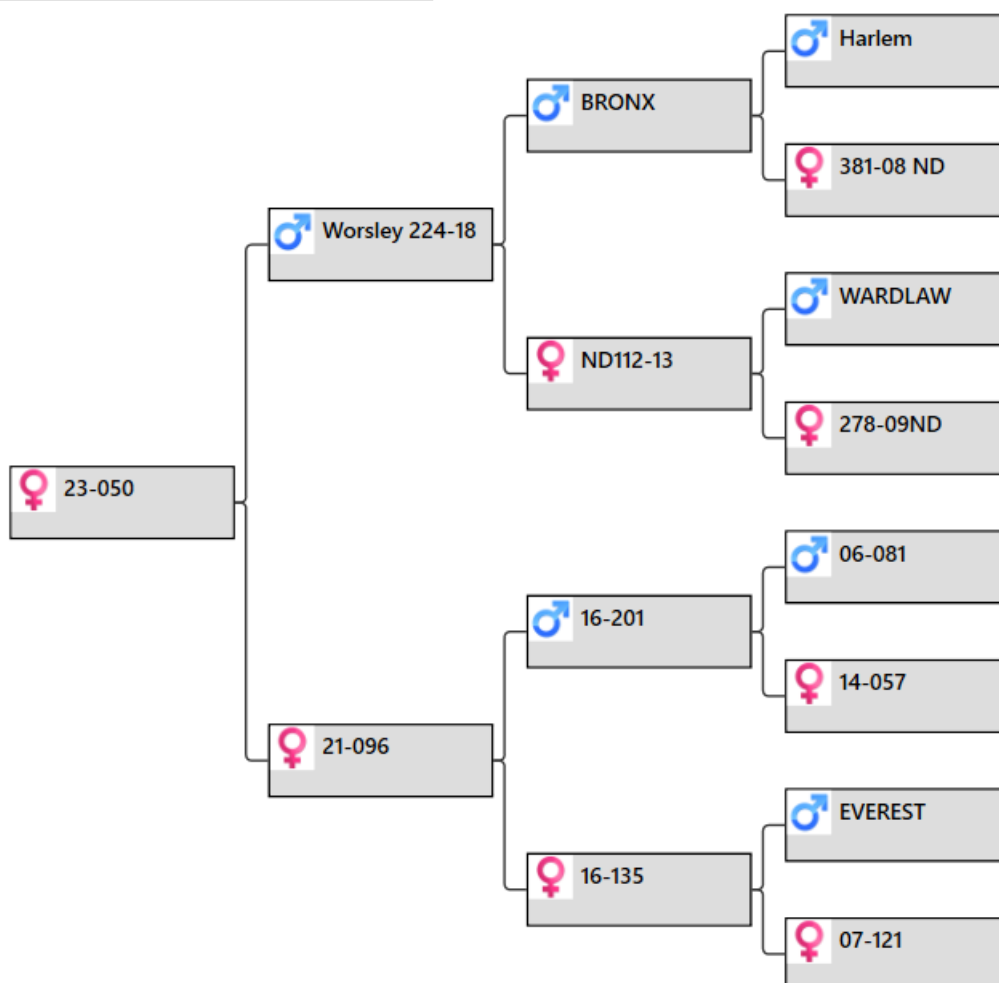 Harlem
BRONX
381-08 ND
Worsley 224-18
WARDLAW
ND112-13
278-09ND
23-050
06-081
16-201
14-057
21-096
EVEREST
16-135
07-121